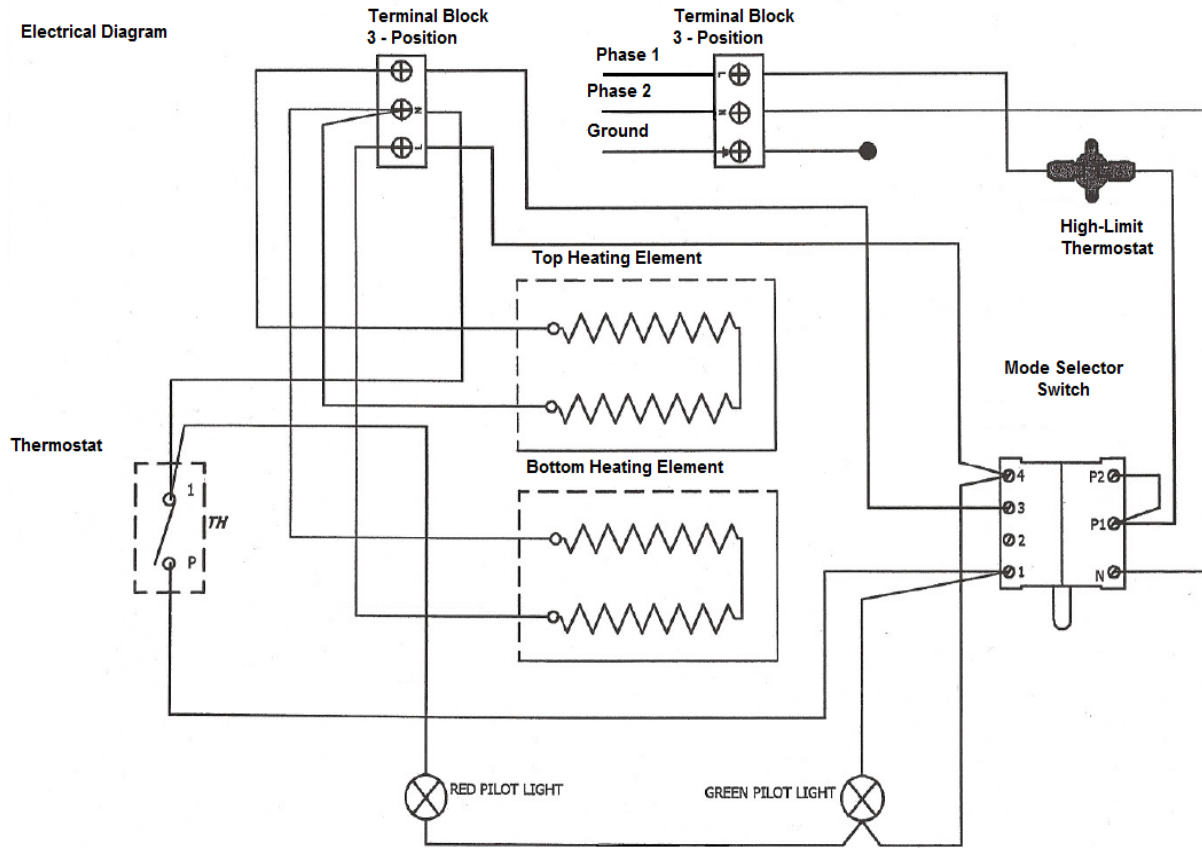 Electrical Diagram
Terminal Block
3 - Position
Terminal Block
3 - Position
Phase 1
Phase 2
Ground
L
N
N
L
High-Limit
Thermostat
Top Heating Element
Mode Selector
Switch
Thermostat
Bottom Heating Element
1
TH
P
4
3
2
1
P2
P1
N
RED PILOT LIGHT
GREEN PILOT LIGHT